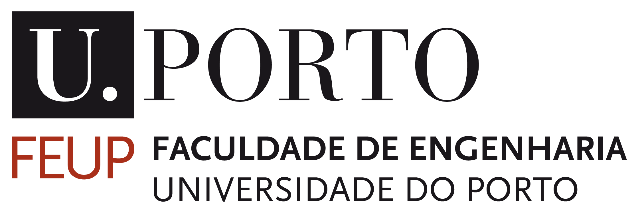 U. PORTO
FEUP FACULDADE DE ENGENHARIA
UNIVERSIDADE DO PORTO